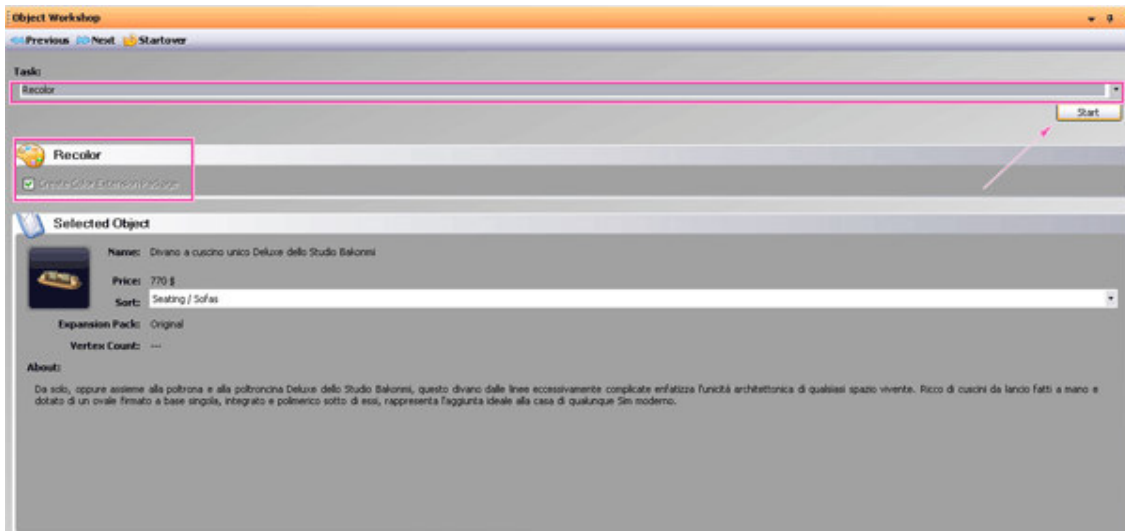 Object Workshop
Previous Next Startover
Task:
Recolor
Start
Recolor
Create Color Extension Package
Selected Object
Name: Divano a cuscino unico Deluxe dello Studio Bakonmi
Price: 770 $
Sort: Seating / Sofas
Expansion Pack: Original
Vertex Count: ---
About:
Da solo, oppure assieme alla poltrona e alla poltroncina Deluxe dello Studio Bakonmi, questo divano dalle linee eccessivamente complicate enfatizza l'unicità architettonica di qualsiasi spazio vivente. Ricco di cuscini da lancio fatti a mano e
dotato di un ovale firmato a base singola, integrato e polimerico sotto di essi, rappresenta l'aggiunta ideale alla casa di qualunque Sim moderno.